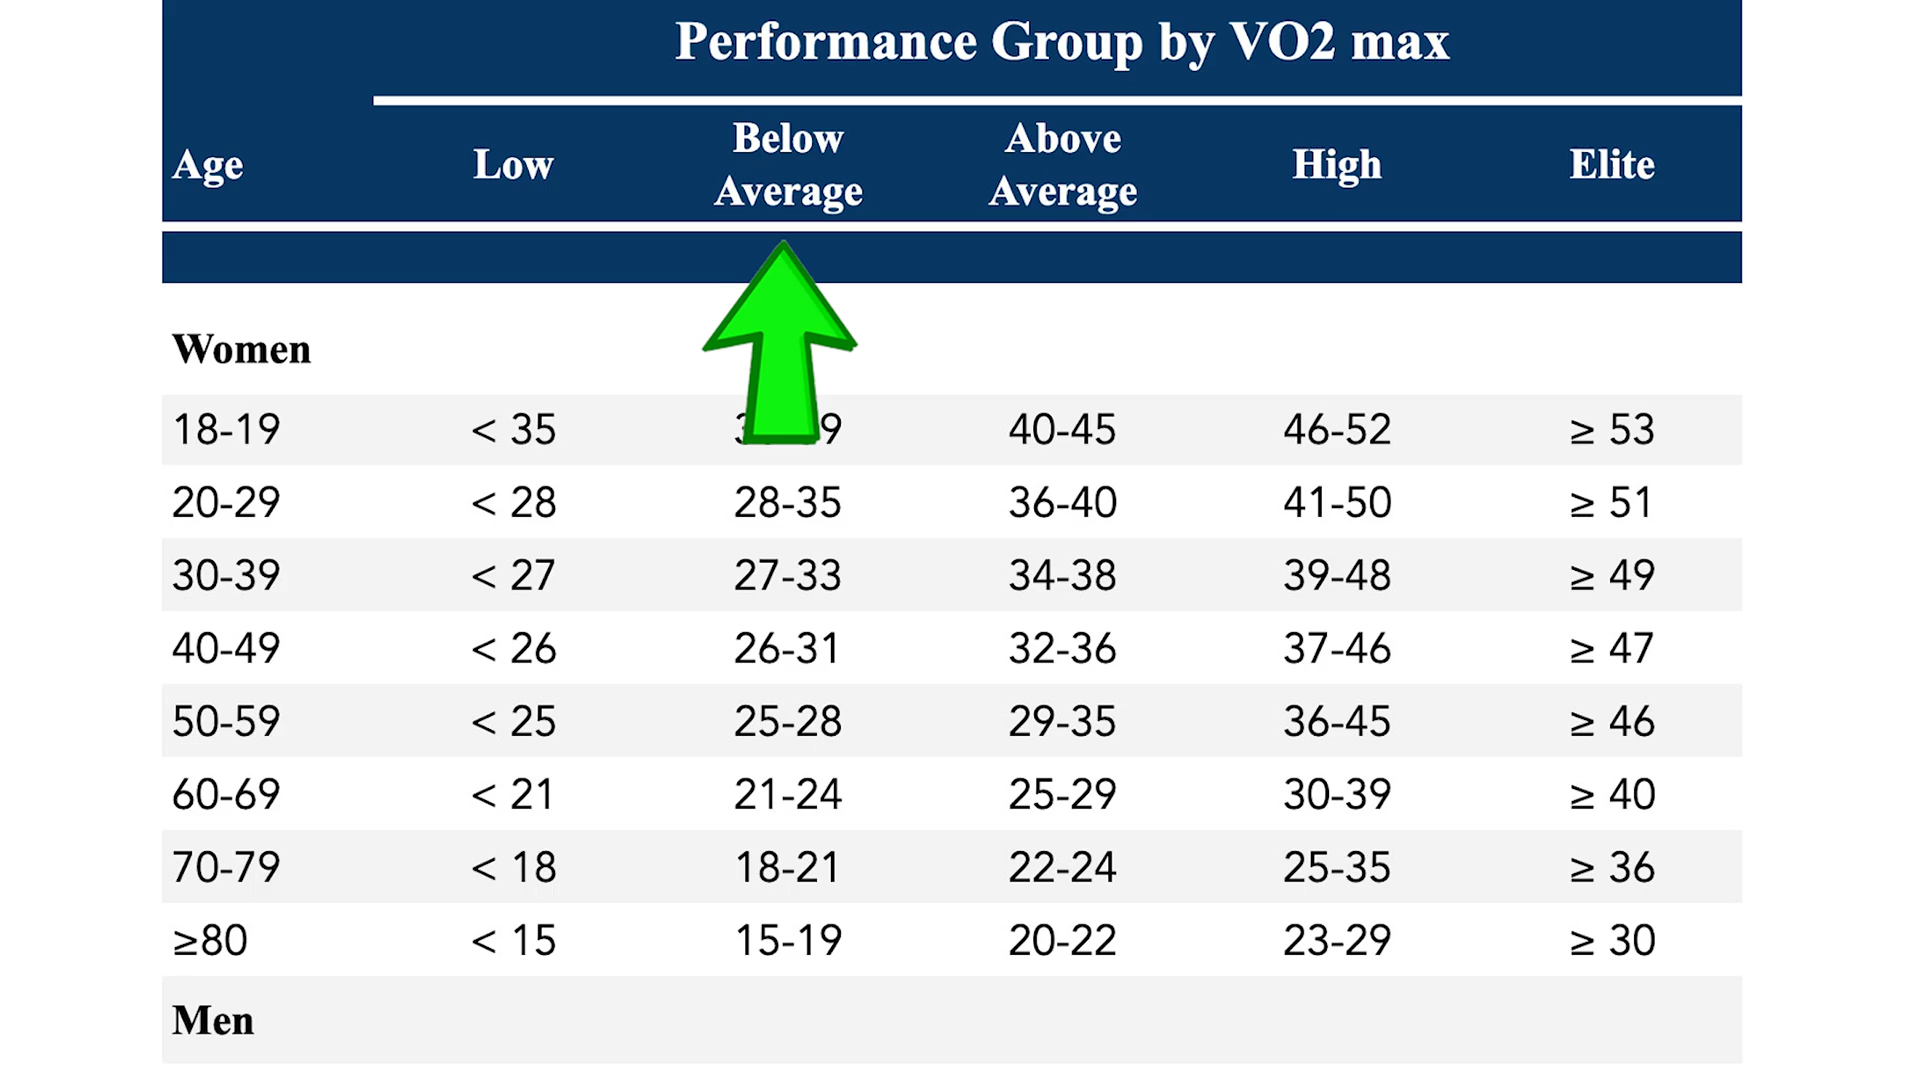 Performance Group by VO2 max
Age Low Below Average Above Average High Elite
Women
18-19 < 35 9 40-45 46-52 ≥ 53
20-29 < 28 28-35 36-40 41-50 ≥ 51
30-39 < 27 27-33 34-38 39-48 ≥ 49
40-49 < 26 26-31 32-36 37-46 ≥ 47
50-59 < 25 25-28 29-35 36-45 ≥ 46
60-69 < 21 21-24 25-29 30-39 ≥ 40
70-79 < 18 18-21 22-24 25-35 ≥ 36
≥80 < 15 15-19 20-22 23-29 ≥ 30
Men